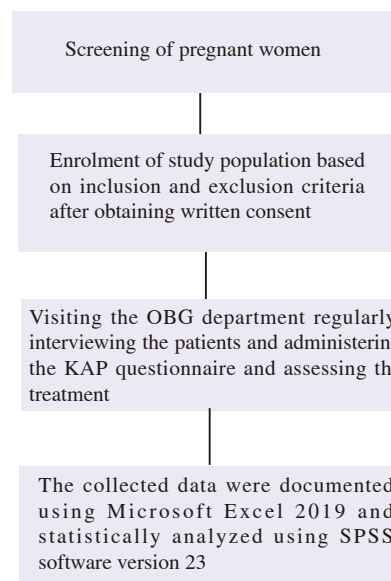 Screening of pregnant women
Enrolment of study population based
on inclusion and exclusion criteria
after obtaining written consent
Visiting the OBG department regularly
interviewing the patients and administerin
the KAP questionnaire and assessing th
treatment
The collected data were documented
using Microsoft Excel 2019 and
statistically analyzed using SPSS
software version 23